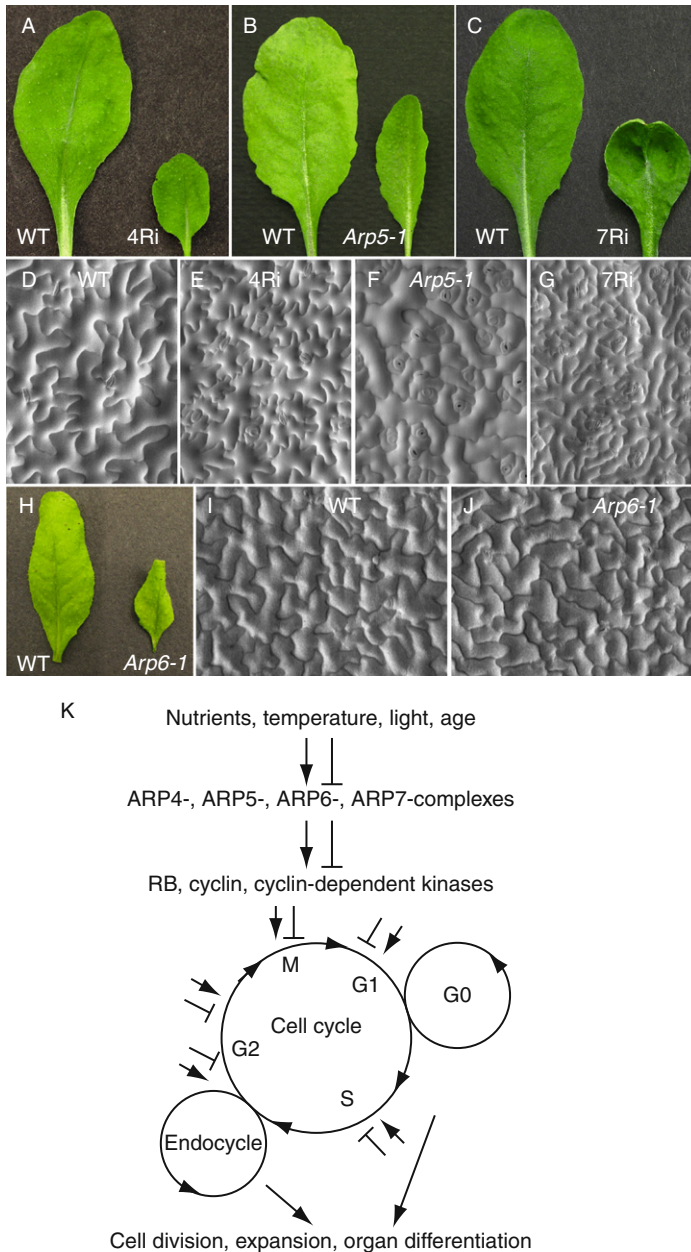 A
WT
4Ri
B
WT
Arp5-1
C
WT
7Ri
D
WT
E
4Ri
F
Arp5-1
G
7Ri
H
WT
Arp6-1
I
WT
J
Arp6-1
K
Nutrients, temperature, light, age
ARP4-, ARP5-, ARP6-, ARP7-complexes
RB, cyclin, cyclin-dependent kinases
M
G1
G0
Cell cycle
G2
S
Endocycle
Cell division, expansion, organ differentiation